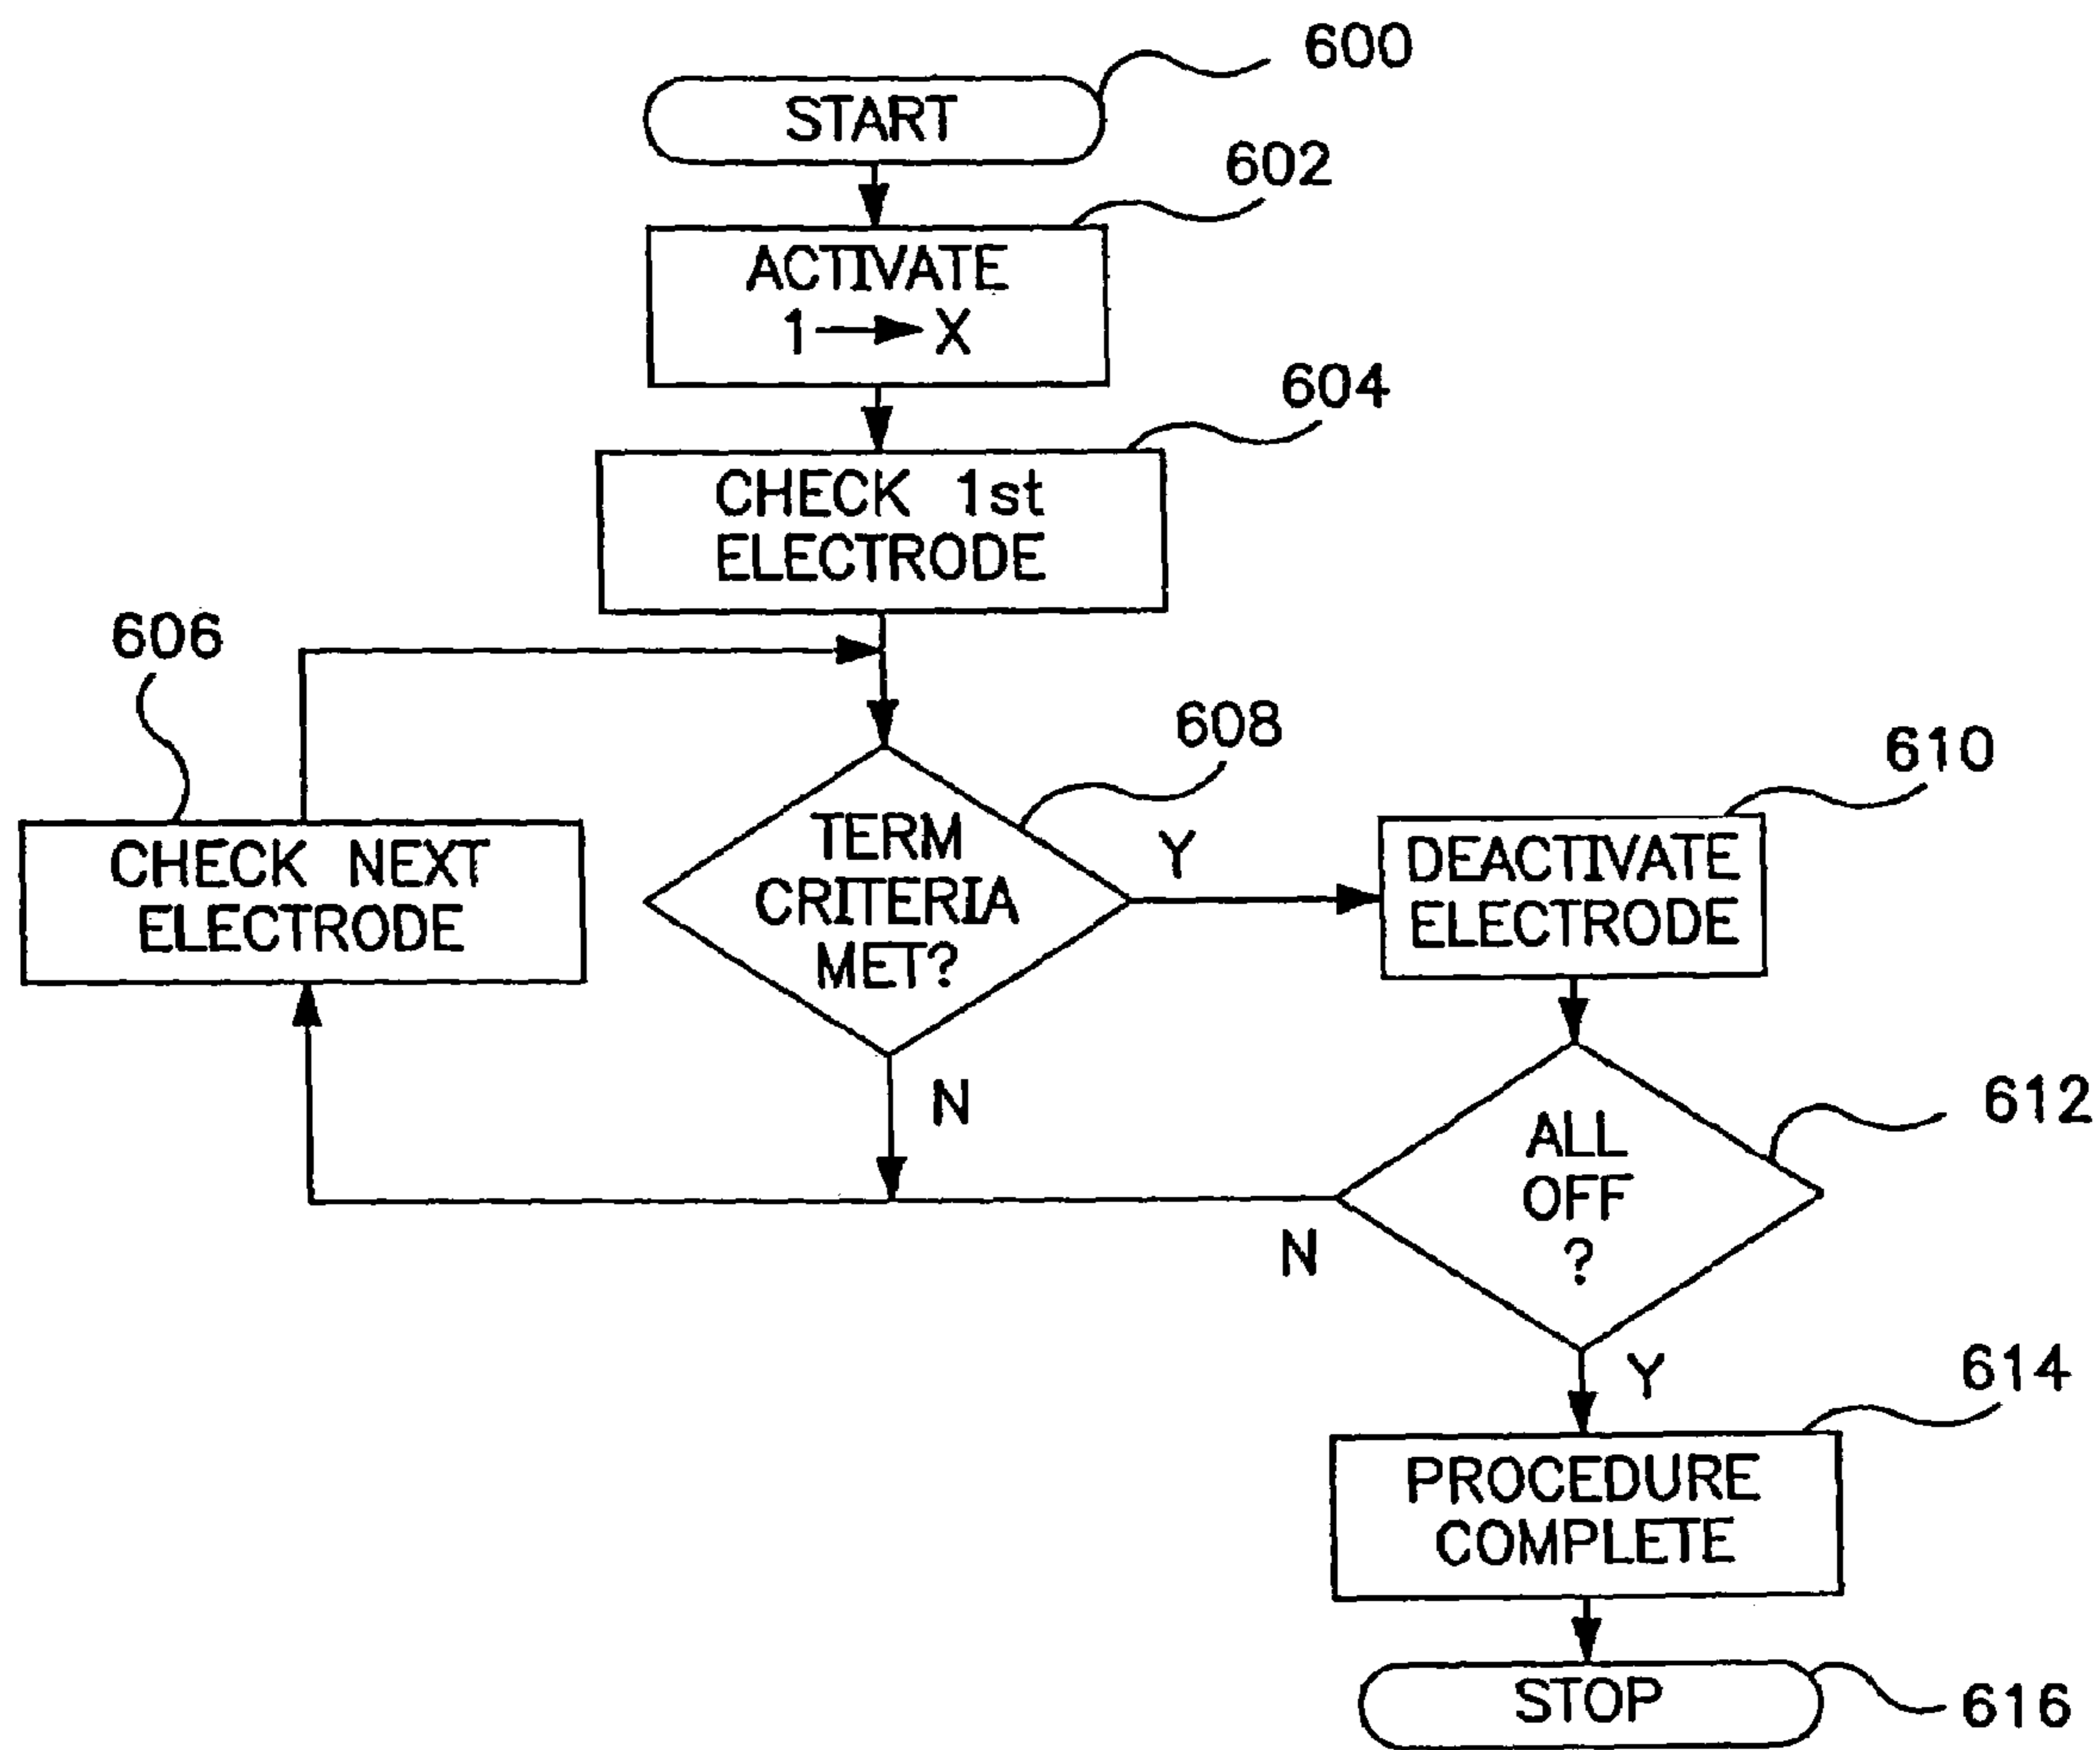 600
START
602
ACTIVATE
1 → X
604
CHECK 1st
ELECTRODE
606
CHECK NEXT
ELECTRODE
608
TERM
CRITERIA
MET?
Y
N
610
DEACTIVATE
ELECTRODE
612
ALL
OFF
?
N
Y
614
PROCEDURE
COMPLETE
STOP
616